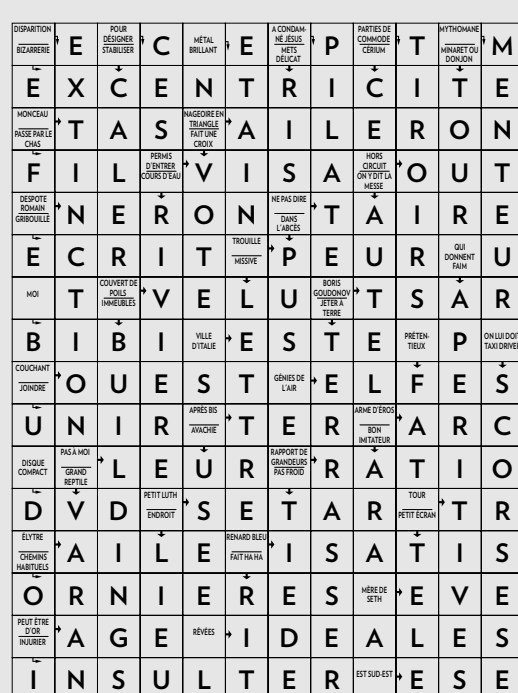 DISPARITION
BIZARRERIE
E
POUR DÉSIGNER
STABILISER
C
MÉTAL BRILLANT
E
A CONDAMNÉ JÉSUS
METS DÉLICAT
P
PARTIES DE COMMODE
CÉRIUM
T
MYTHOMANE
MINARET OU DONJON
M
E X C E N T R I C I T E
MONCEAU
PASSE PAR LE CHAS
T A S
NAGEOIRE EN TRIANGLE
FAIT UNE CROIX
A I L E R O N
F I L
PERMIS D'ENTRER
COURS D'EAU
V I S A
HORS CIRCUIT
ON Y DIT LA MESSE
O U T
DESPOTE ROMAIN
GRIBOUILLÉ
N E R O N
NE PAS DIRE
DANS L'ABCÈS
T A I R E
E C R I T
TROUILLE
MISSIVE
P E U R
QUI DONNENT FAIM
U
MOI
T
COUVERT DE POILS
IMMEUBLES
V E L U
BORIS GOUDONOV
JETER À TERRE
T S A R
B I B I
VILLE D'ITALIE
E S T E
PRÉTEN-
TIEUX
P
ON LUI DOIT
TAXI DRIVER
COUCHANT
JOINDRE
O U E S T
GÉNIES DE L'AIR
E L F E S
U N I R
APRÈS BIS
AVACHIE
T E R
ARME D'ÉROS
BON IMITATEUR
A R C
DISQUE COMPACT
PAS À MOI
GRAND REPTILE
L E U R
RAPPORT DE GRANDEURS
PAS FROID
R A T I O
D V D
PETIT LUTH
ENDROIT
S E T A R
TOUR
PETIT ÉCRAN
T R
ÉLYTRE
CHEMINS HABITUELS
A I L E
RENARD BLEU
FAIT HA HA
I S A T I S
O R N I E R E S
MÈRE DE SETH
E V E
PEUT ÊTRE D'OR
INJURIER
A G E
RÊVÉES
I D E A L E S
I N S U L T E R
EST SUD-EST
E S E